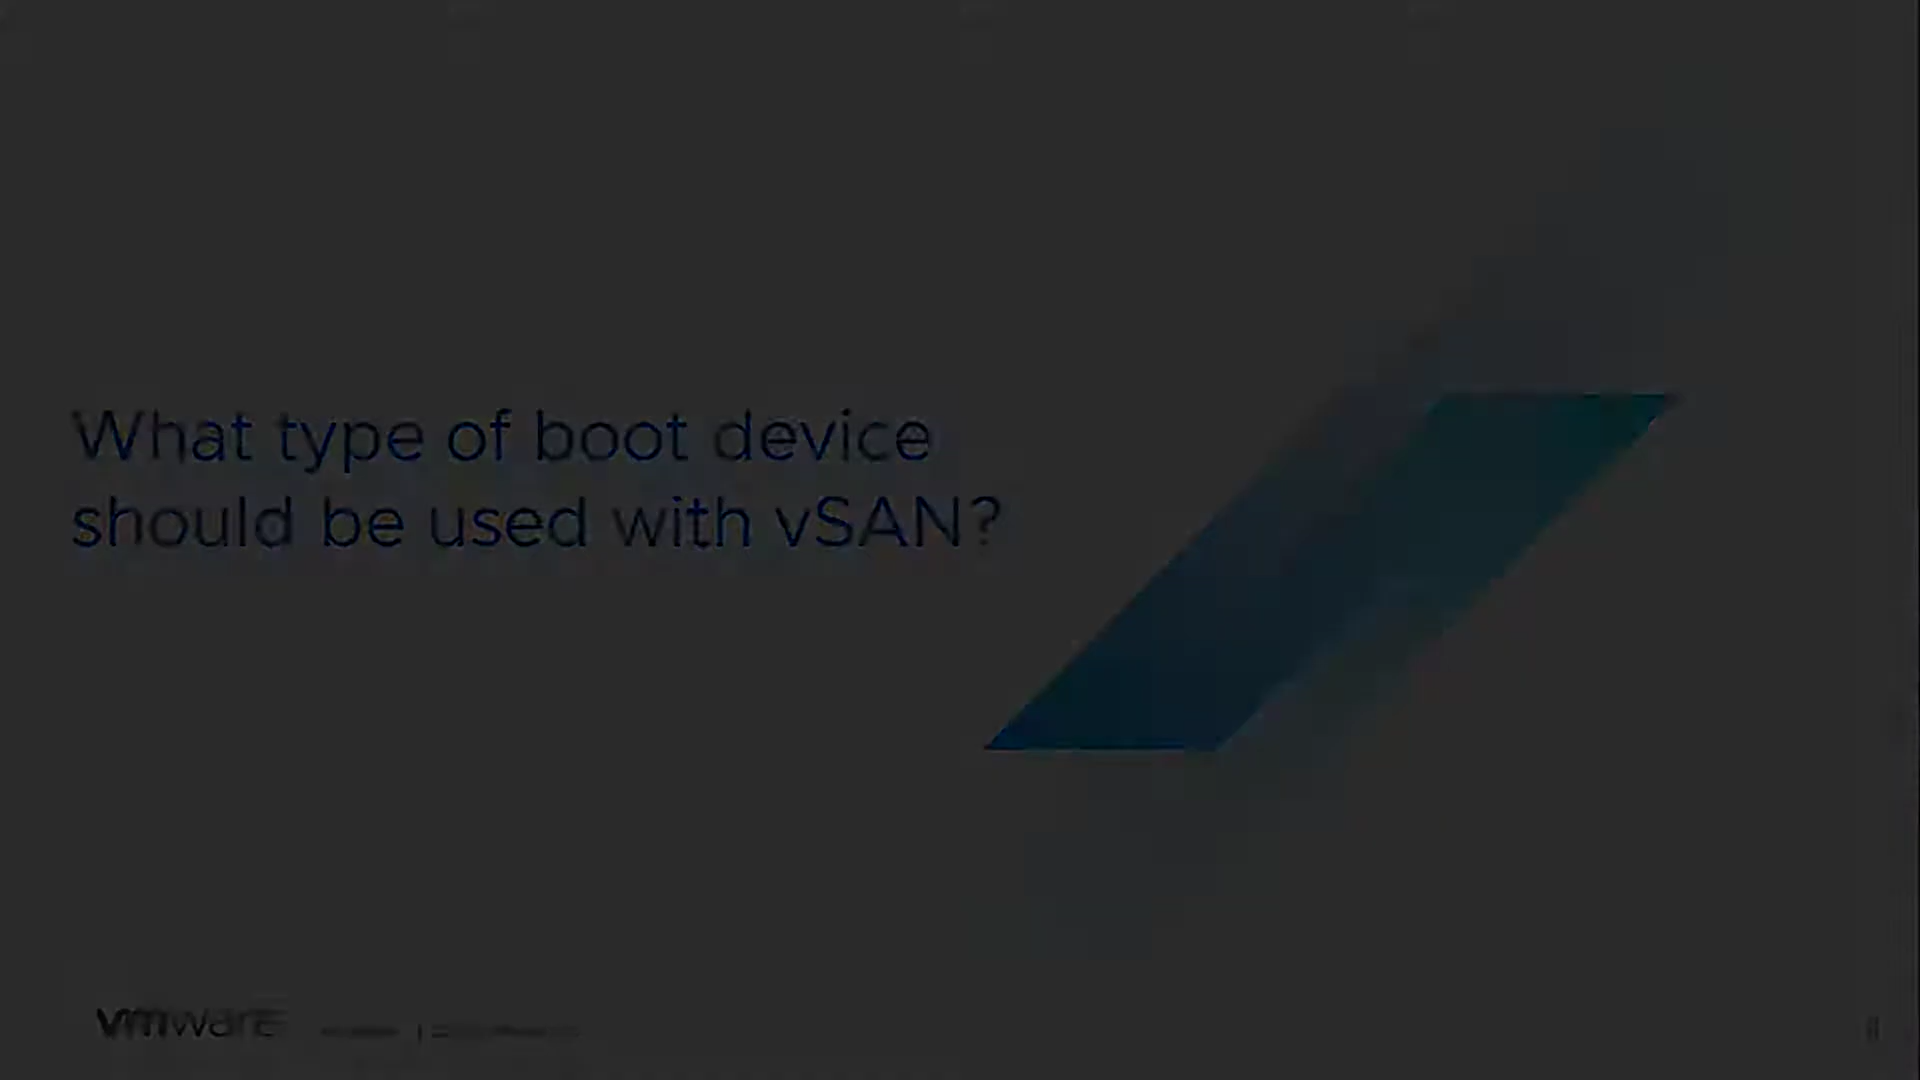 What type of boot device
should be used with vSAN?
vmware